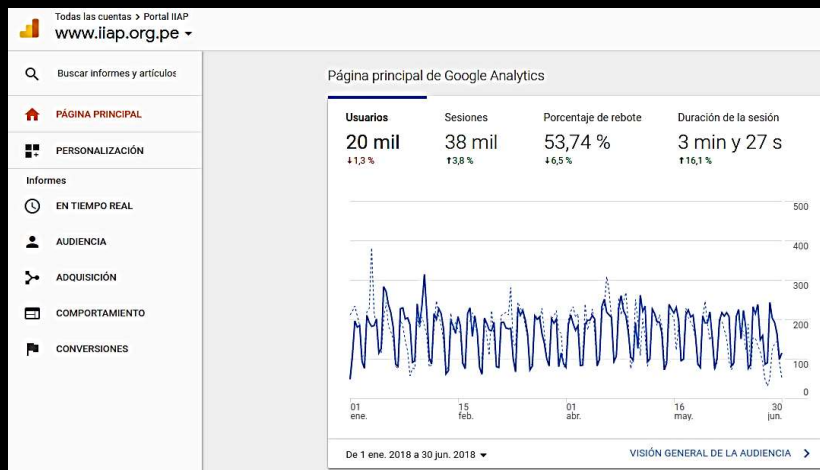 Todas las cuentas > Portal IIAP
www.iiap.org.pe
Buscar informes y artículos
PÁGINA PRINCIPAL
PERSONALIZACIÓN
Informes
EN TIEMPO REAL
AUDIENCIA
ADQUISICIÓN
COMPORTAMIENTO
CONVERSIONES
Página principal de Google Analytics
Usuarios Sesiones Porcentaje de rebote Duración de la sesión
20 mil 38 mil 53,74 % 3 min y 27 s
↓1,3 % ↑3,8 % ↓6,5 % ↑16,1 %
500
400
300
200
100
0
01 15 01 16 30
ene. feb. abr. may. jun.
De 1 ene. 2018 a 30 jun. 2018 VISIÓN GENERAL DE LA AUDIENCIA >